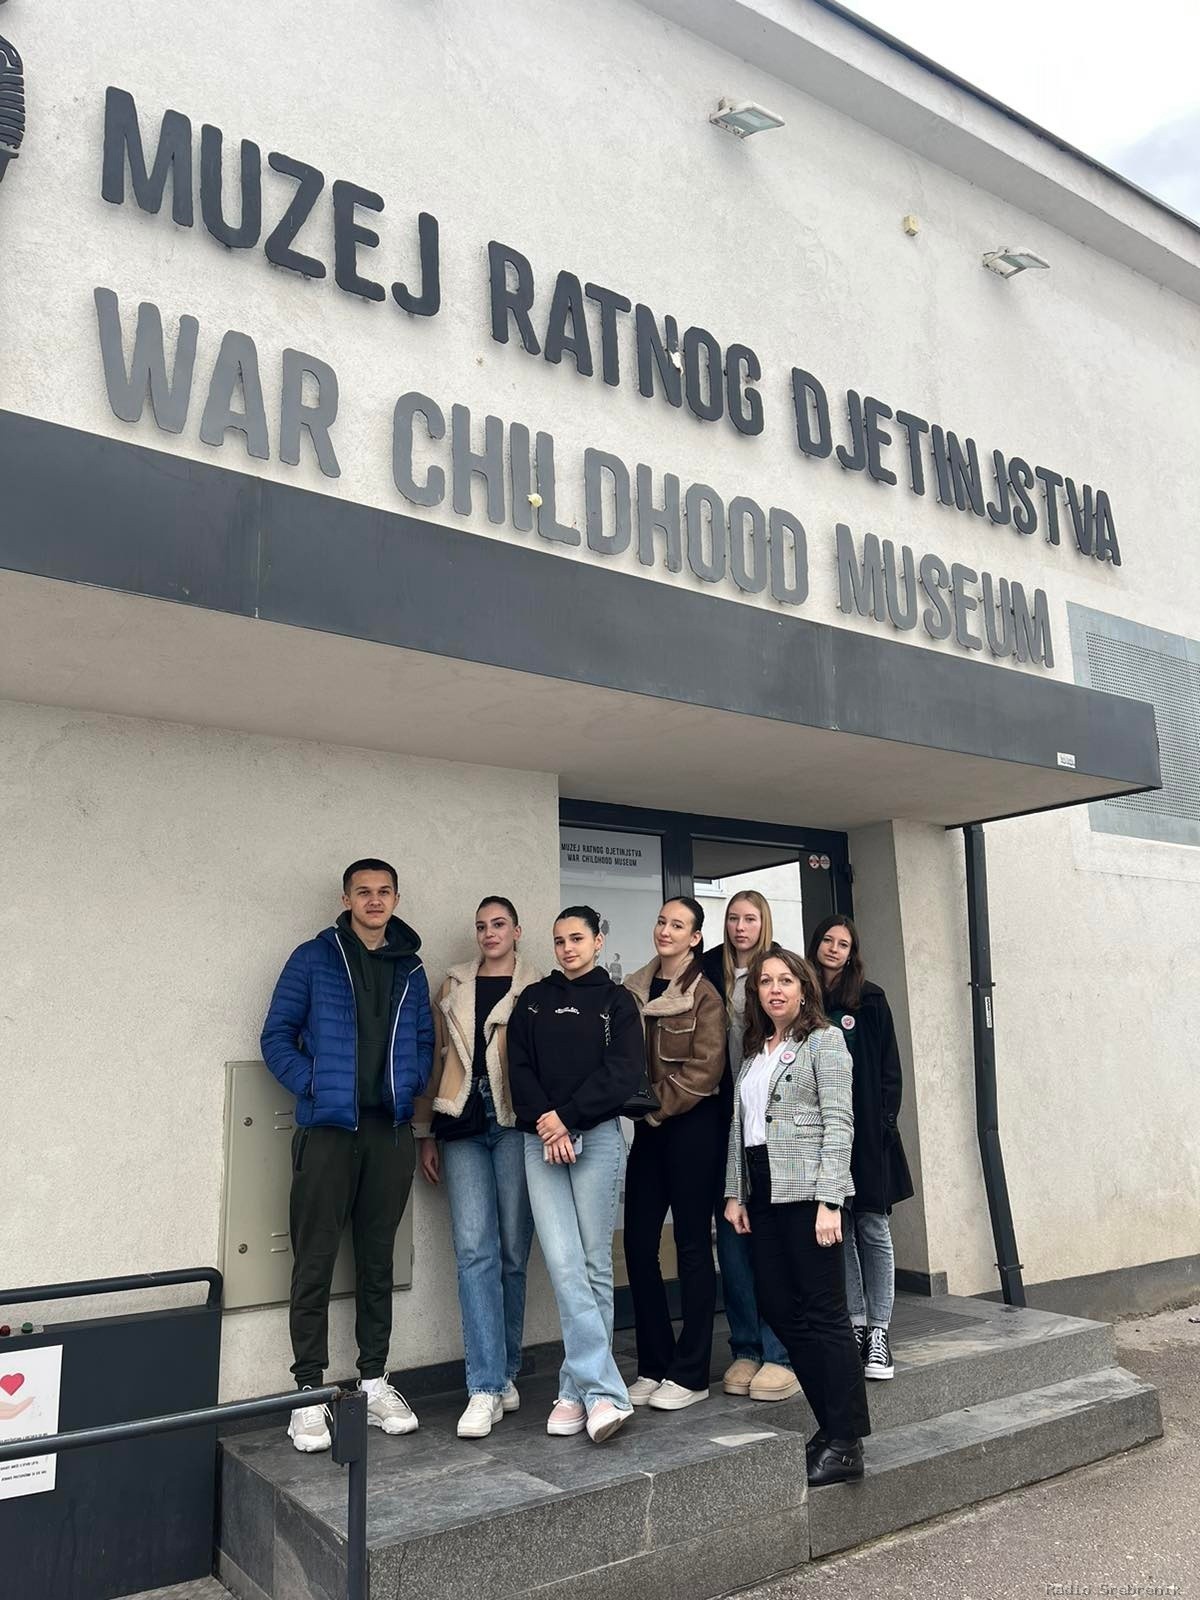 MUZEJ RATNOG DJETINJSTVA
WAR CHILDHOOD MUSEUM
MUZEJ RATNOG DJETINJSTVA
WAR CHILDHOOD MUSEUM
Radio Srebrenik